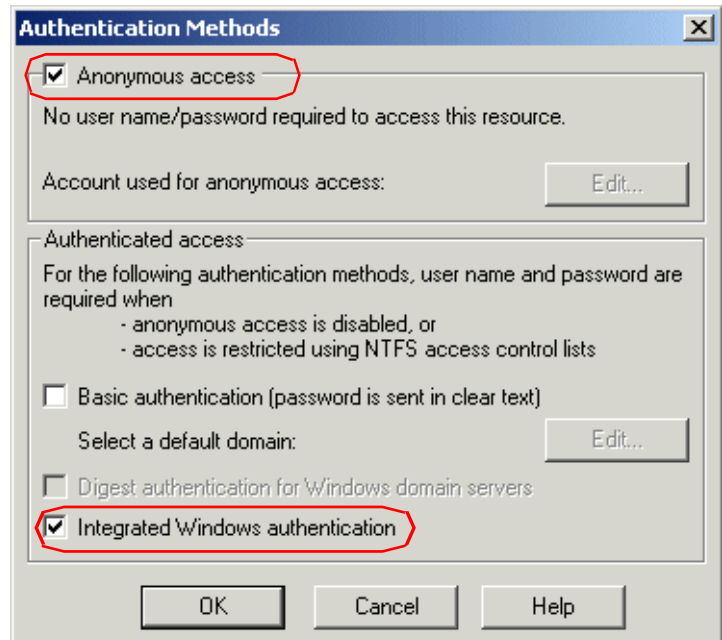 Authentication Methods
Anonymous access
No user name/password required to access this resource.
Account used for anonymous access:
Edit...
Authenticated access
For the following authentication methods, user name and password are
required when
- anonymous access is disabled, or
- access is restricted using NTFS access control lists
Basic authentication (password is sent in clear text)
Select a default domain:
Edit...
Digest authentication for Windows domain servers
Integrated Windows authentication
OK
Cancel
Help